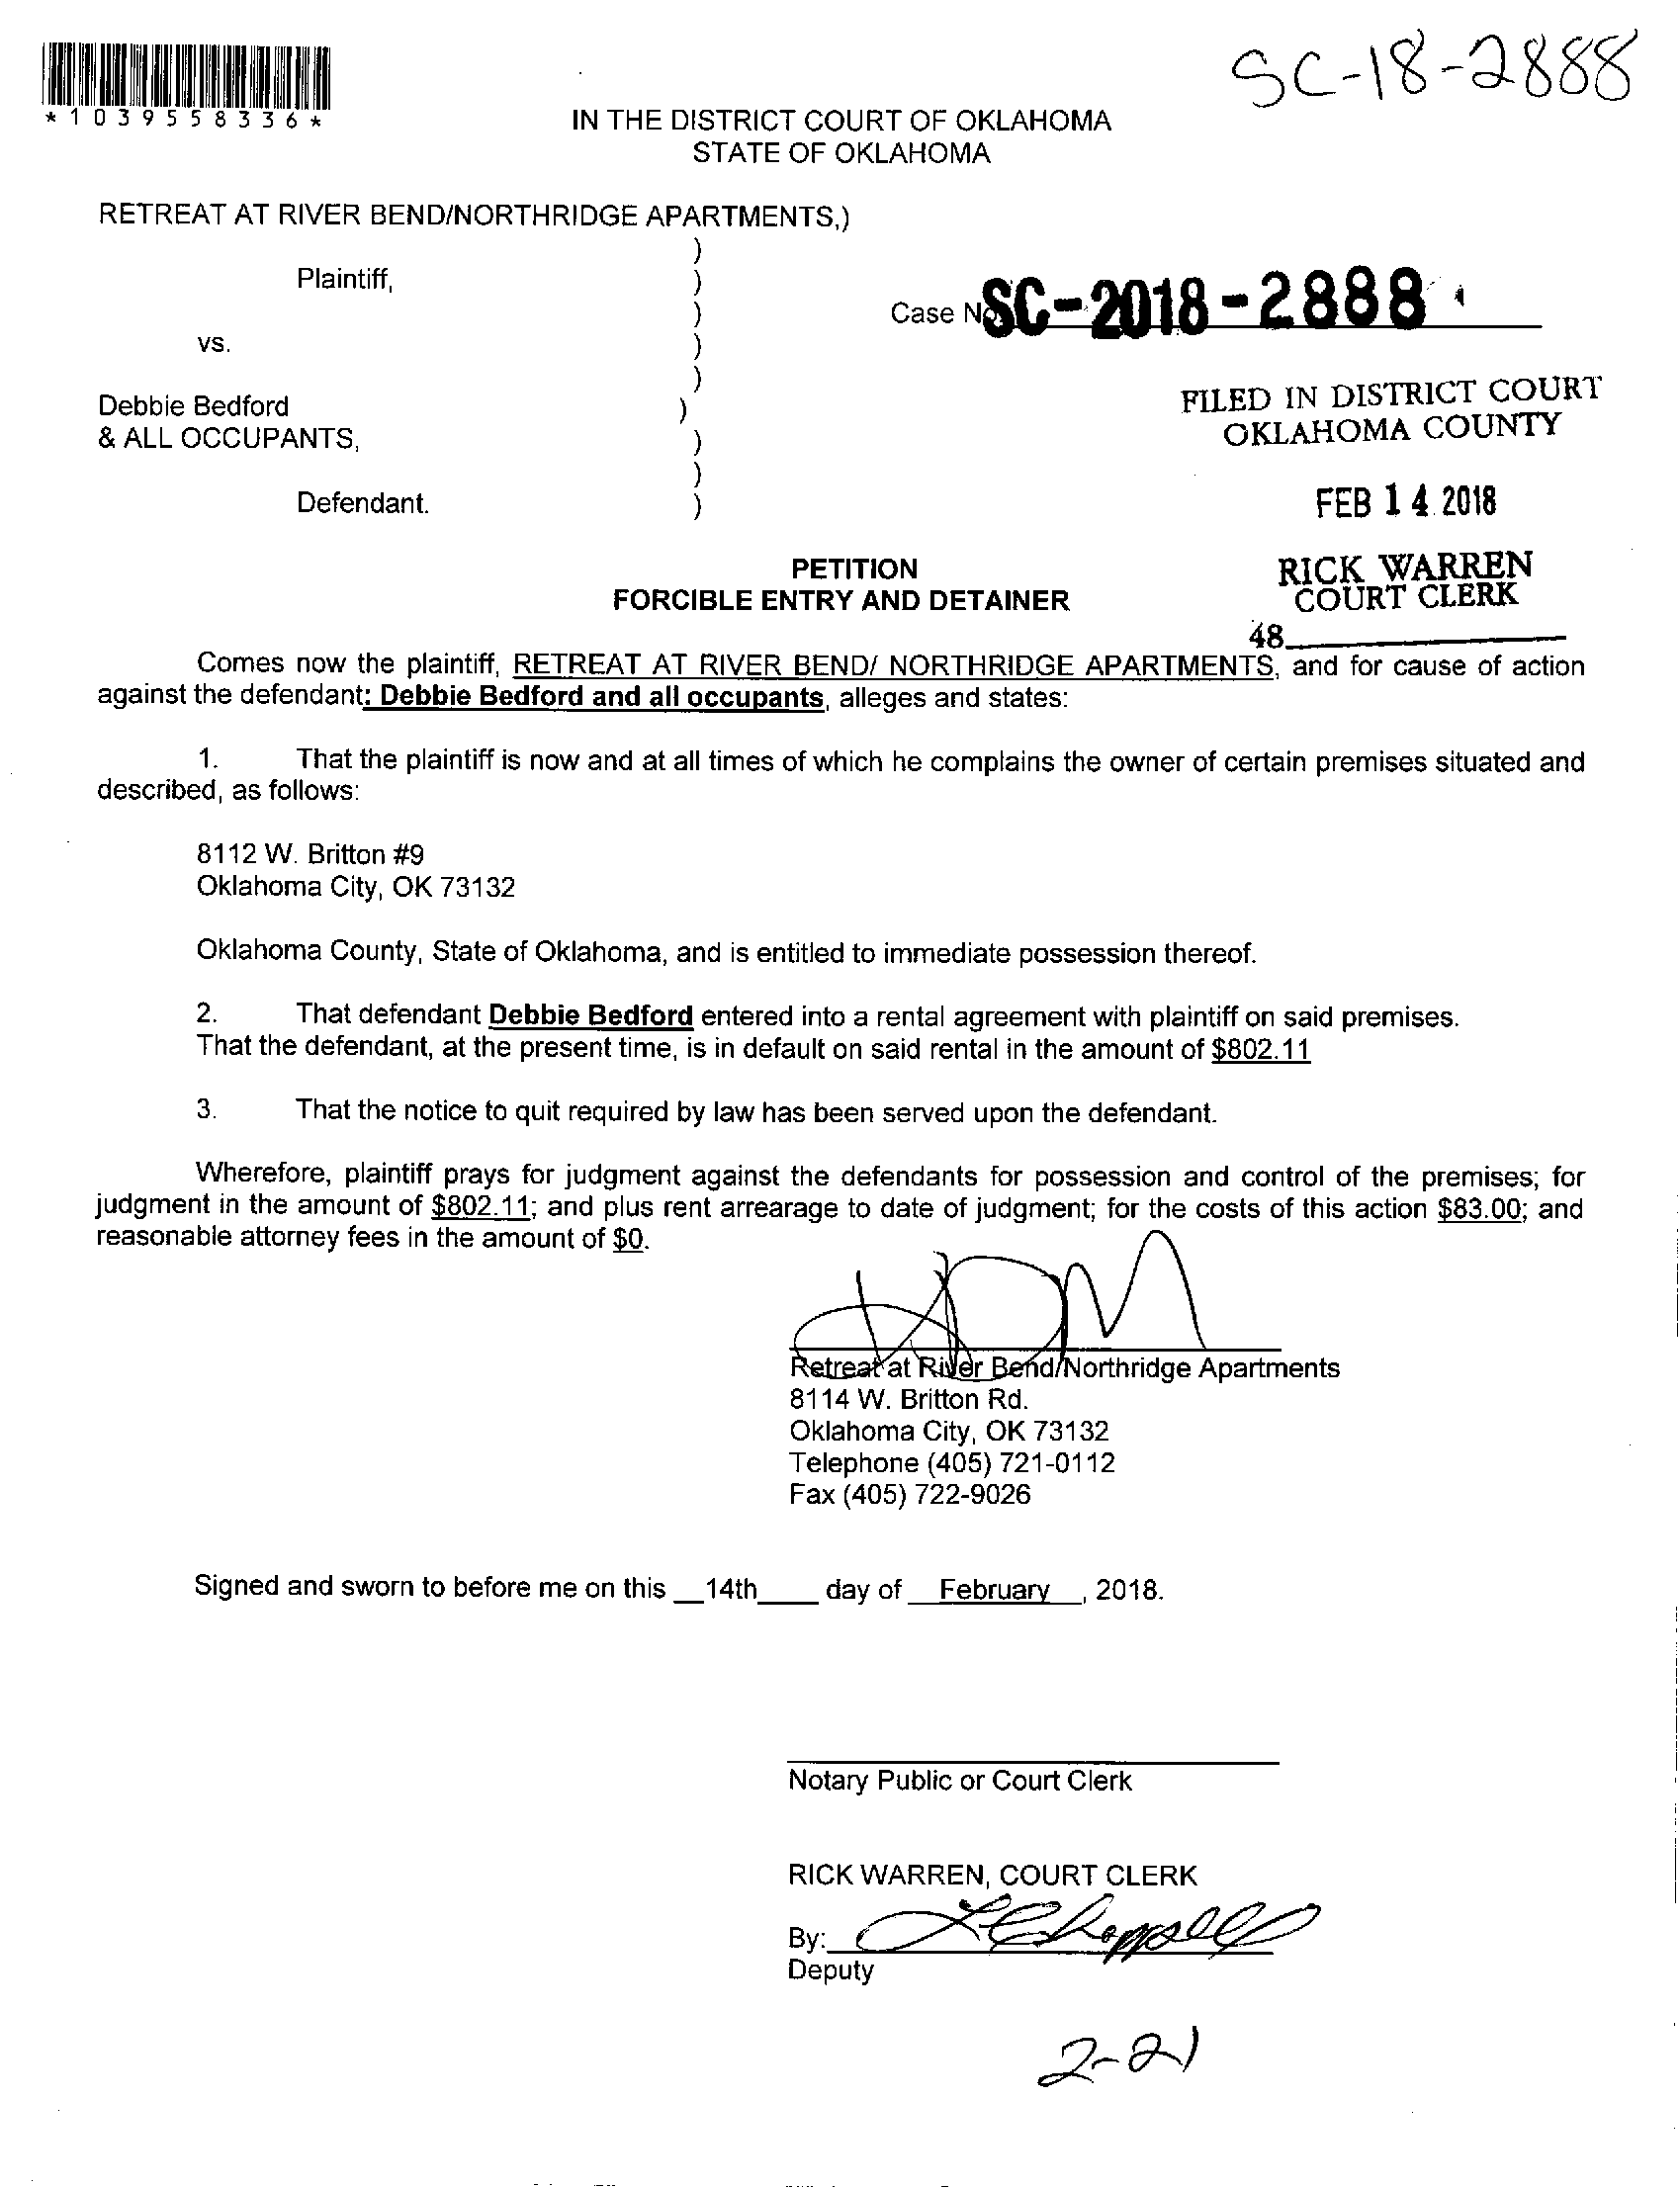 SC-18-2888
*1039558336*
IN THE DISTRICT COURT OF OKLAHOMA
STATE OF OKLAHOMA
RETREAT AT RIVER BEND/NORTHRIDGE APARTMENTS,)
)
Plaintiff, )
)
vs. )
)
Debbie Bedford )
& ALL OCCUPANTS, )
)
Defendant. )
Case No. SC-2018-2888
FILED IN DISTRICT COURT
OKLAHOMA COUNTY
FEB 14 2018
RICK WARREN
COURT CLERK
48
PETITION
FORCIBLE ENTRY AND DETAINER
Comes now the plaintiff, RETREAT AT RIVER BEND/ NORTHRIDGE APARTMENTS, and for cause of action
against the defendant: Debbie Bedford and all occupants, alleges and states:
1. That the plaintiff is now and at all times of which he complains the owner of certain premises situated and
described, as follows:
8112 W. Britton #9
Oklahoma City, OK 73132
Oklahoma County, State of Oklahoma, and is entitled to immediate possession thereof.
2. That defendant Debbie Bedford entered into a rental agreement with plaintiff on said premises.
That the defendant, at the present time, is in default on said rental in the amount of $802.11
3. That the notice to quit required by law has been served upon the defendant.
Wherefore, plaintiff prays for judgment against the defendants for possession and control of the premises; for
judgment in the amount of $802.11; and plus rent arrearage to date of judgment; for the costs of this action $83.00; and
reasonable attorney fees in the amount of $0.
Retreat at River Bend/Northridge Apartments
8114 W. Britton Rd.
Oklahoma City, OK 73132
Telephone (405) 721-0112
Fax (405) 722-9026
Signed and sworn to before me on this __14th____ day of __February__, 2018.
Notary Public or Court Clerk
RICK WARREN, COURT CLERK
By:
Deputy
2-21